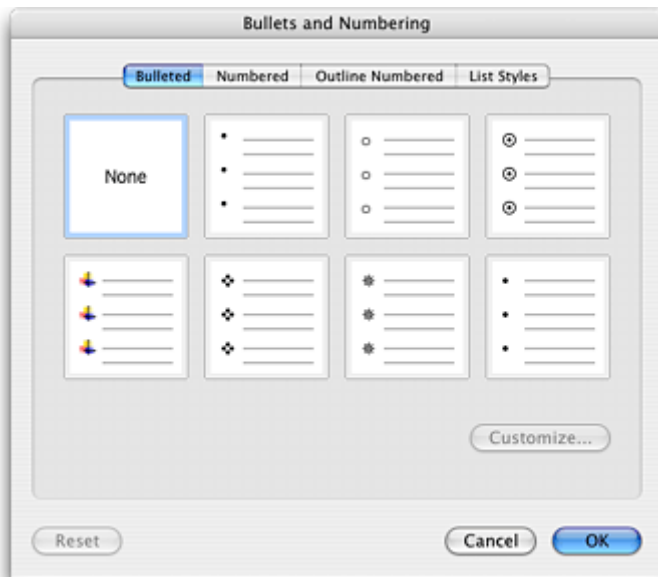 Bullets and Numbering
Bulleted Numbered Outline Numbered List Styles
None
Customize...
Reset Cancel OK